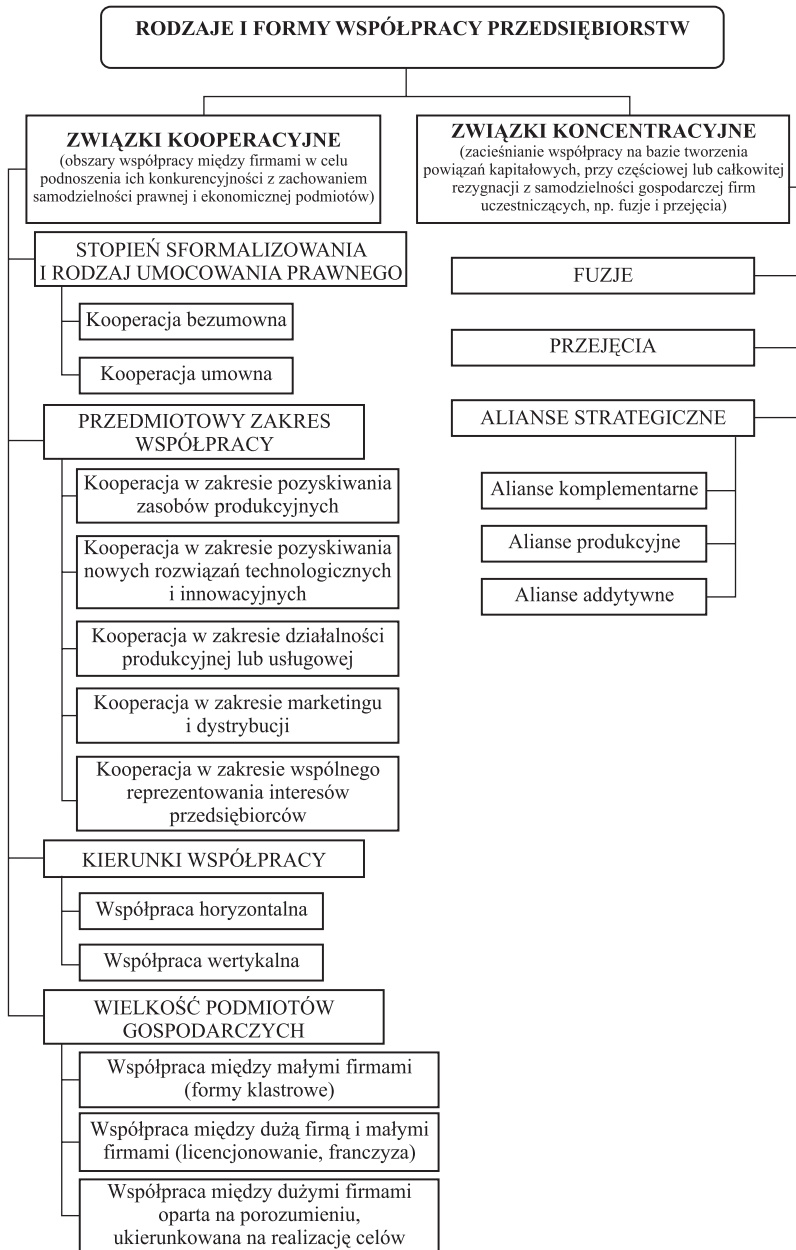 RODZAJE I FORMY WSPÓŁPRACY PRZEDSIĘBIORSTW
ZWIĄZKI KOOPERACYJNE
(obszary współpracy między firmami w celu
podnoszenia ich konkurencyjności z zachowaniem
samodzielności prawnej i ekonomicznej podmiotów)
STOPIEŃ SFORMALIZOWANIA
I RODZAJ UMOCOWANIA PRAWNEGO
Kooperacja bezumowna
Kooperacja umowna
PRZEDMIOTOWY ZAKRES
WSPÓŁPRACY
Kooperacja w zakresie pozyskiwania
zasobów produkcyjnych
Kooperacja w zakresie pozyskiwania
nowych rozwiązań technologicznych
i innowacyjnych
Kooperacja w zakresie działalności
produkcyjnej lub usługowej
Kooperacja w zakresie marketingu
i dystrybucji
Kooperacja w zakresie wspólnego
reprezentowania interesów
przedsiębiorców
KIERUNKI WSPÓŁPRACY
Współpraca horyzontalna
Współpraca wertykalna
WIELKOŚĆ PODMIOTÓW
GOSPODARCZYCH
Współpraca między małymi firmami
(formy klastrowe)
Współpraca między dużą firmą i małymi
firmami (licencjonowanie, franczyza)
Współpraca między dużymi firmami
oparta na porozumieniu,
ukierunkowana na realizację celów
ZWIĄZKI KONCENTRACYJNE
(zacieśnianie współpracy na bazie tworzenia
powiązań kapitałowych, przy częściowej lub całkowitej
rezygnacji z samodzielności gospodarczej firm
uczestniczących, np. fuzje i przejęcia)
FUZJE
PRZEJĘCIA
ALIANSE STRATEGICZNE
Alianse komplementarne
Alianse produkcyjne
Alianse addytywne